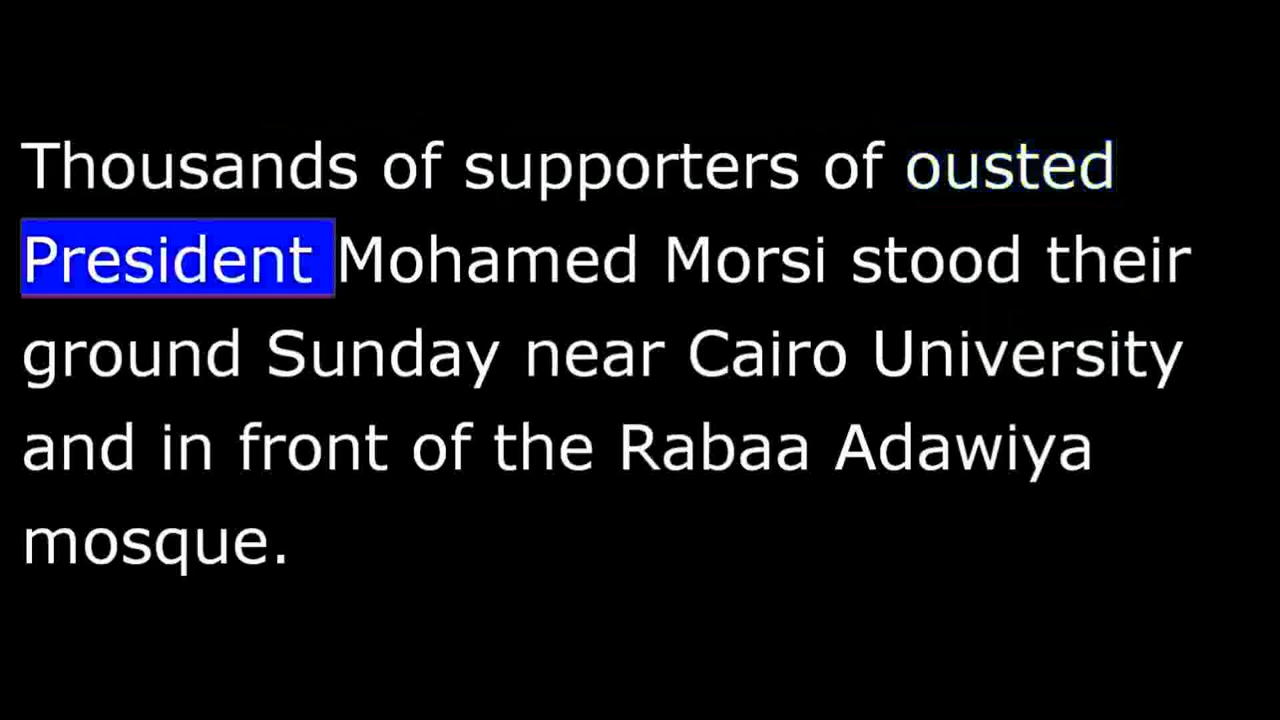 Thousands of supporters of ousted
President Mohamed Morsi stood their
ground Sunday near Cairo University
and in front of the Rabaa Adawiya
mosque.